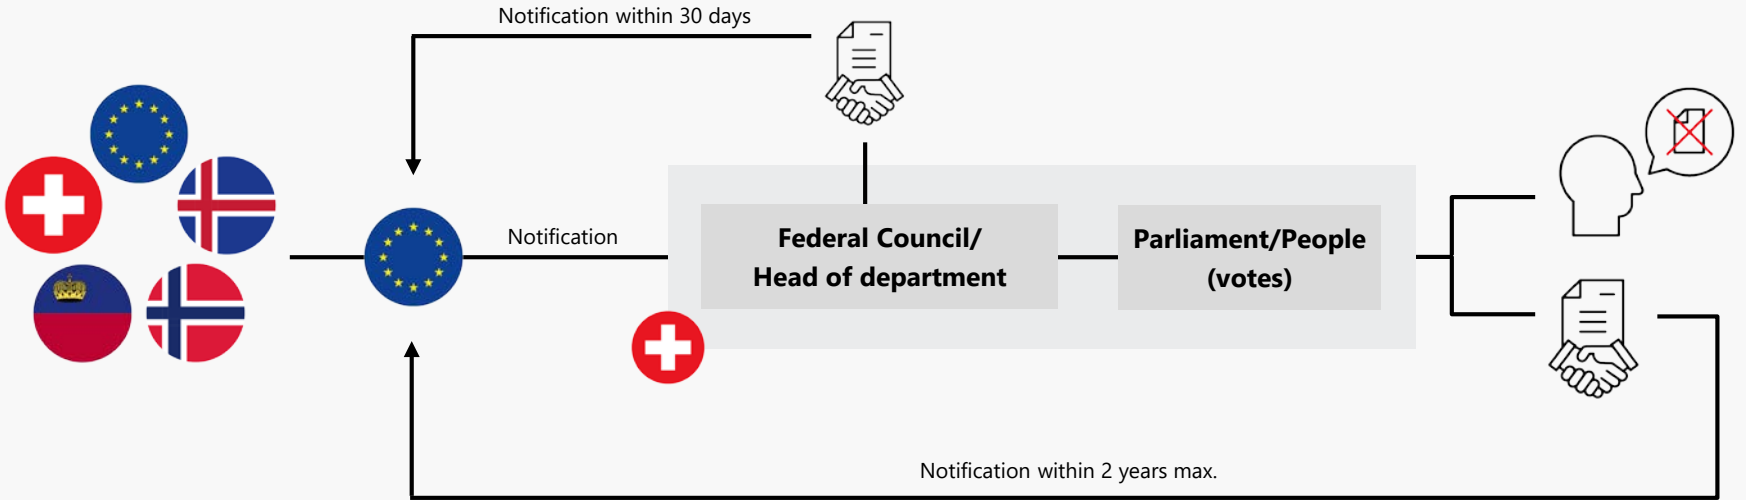 Notification within 30 days
Notification
Federal Council/
Head of department
Parliament/People
(votes)
Notification within 2 years max.